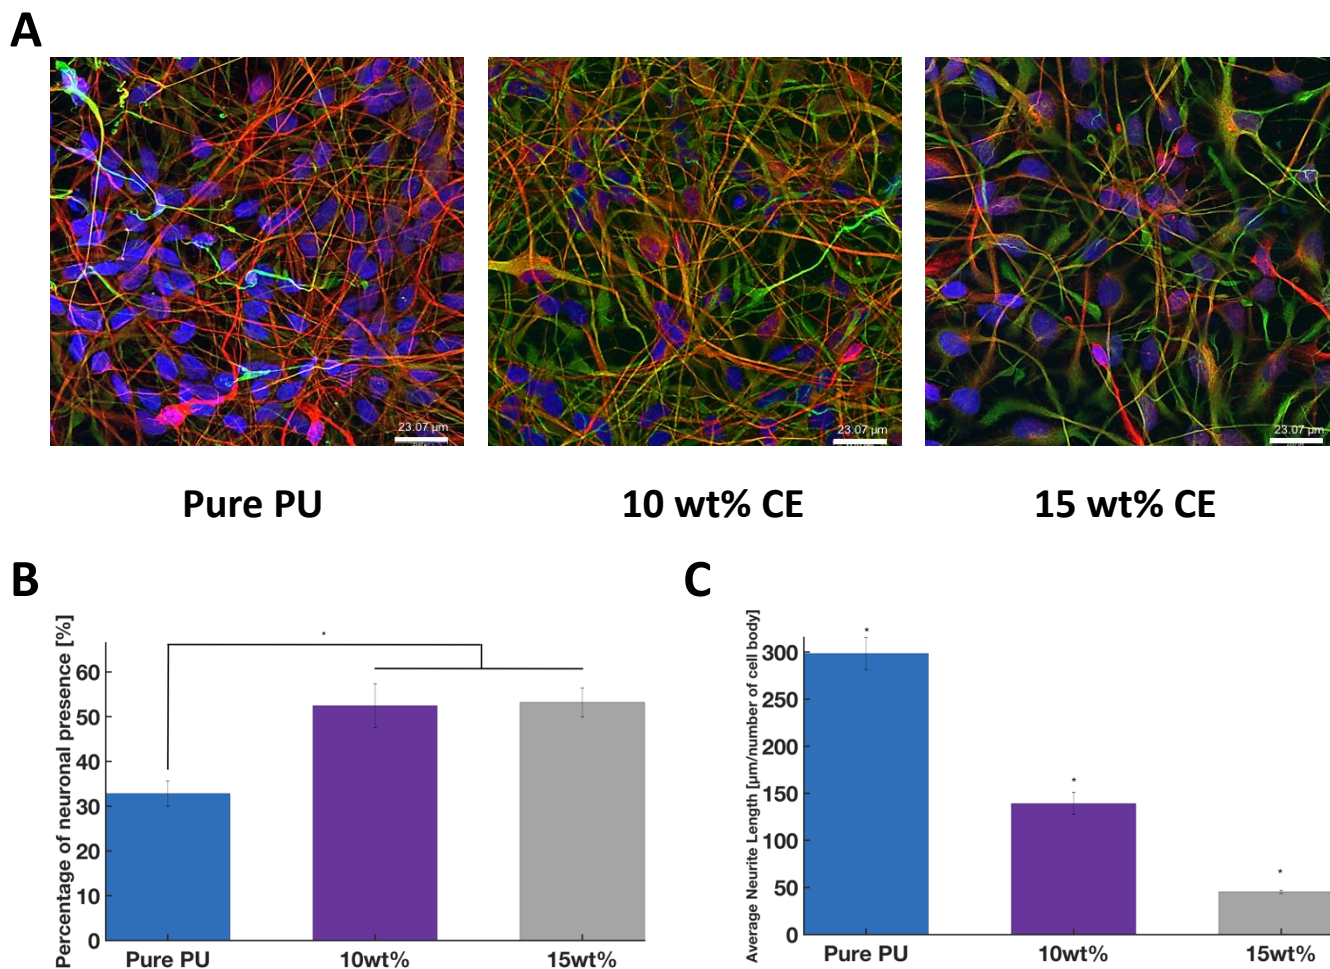 A
23.07 µm
23.07 µm
23.07 µm
Pure PU
10 wt% CE
15 wt% CE
B
C
Percentage of neuronal presence [%]
60
50
40
30
20
10
0
*
Pure PU
10wt%
15wt%
Average Neurite Length [µm/number of cell body]
300
250
200
150
100
50
0
*
*
*
Pure PU
10wt%
15wt%